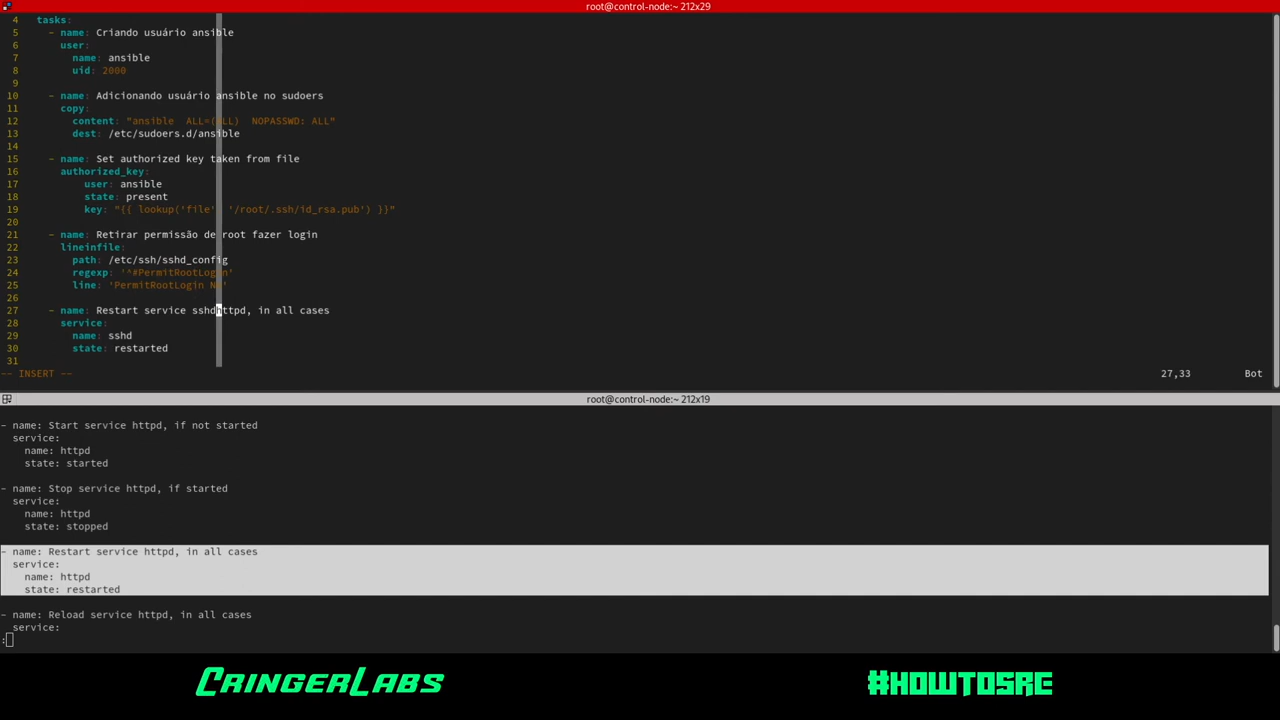 root@control-node:~ 212x29
4 tasks:
5 - name: Criando usuário ansible
6 user:
7 name: ansible
8 uid: 2000
9
10 - name: Adicionando usuário ansible no sudoers
11 copy:
12 content: "ansible ALL=(ALL) NOPASSWD: ALL"
13 dest: /etc/sudoers.d/ansible
14
15 - name: Set authorized key taken from file
16 authorized_key:
17 user: ansible
18 state: present
19 key: "{{ lookup('file', '/root/.ssh/id_rsa.pub') }}"
20
21 - name: Retirar permissão de root fazer login
22 lineinfile:
23 path: /etc/ssh/sshd_config
24 regexp: '^#PermitRootLogin'
25 line: 'PermitRootLogin No'
26
27 - name: Restart service sshdhttpd, in all cases
28 service:
29 name: sshd
30 state: restarted
31
-- INSERT -- 27,33 Bot
root@control-node:~ 212x19
- name: Start service httpd, if not started
service:
name: httpd
state: started
- name: Stop service httpd, if started
service:
name: httpd
state: stopped
- name: Restart service httpd, in all cases
service:
name: httpd
state: restarted
- name: Reload service httpd, in all cases
service:
:
CringerLabs #HOWTOSRE